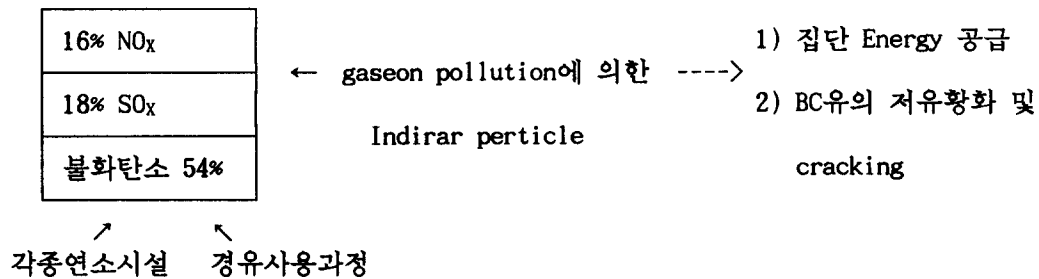 16% NOx
18% SOx
불화탄소 54%
← gaseon pollution에 의한 ---->
Indirar perticle
1) 집단 Energy 공급
2) BC유의 저유황화 및
cracking
↗ ↖
각종연소시설 경유사용과정